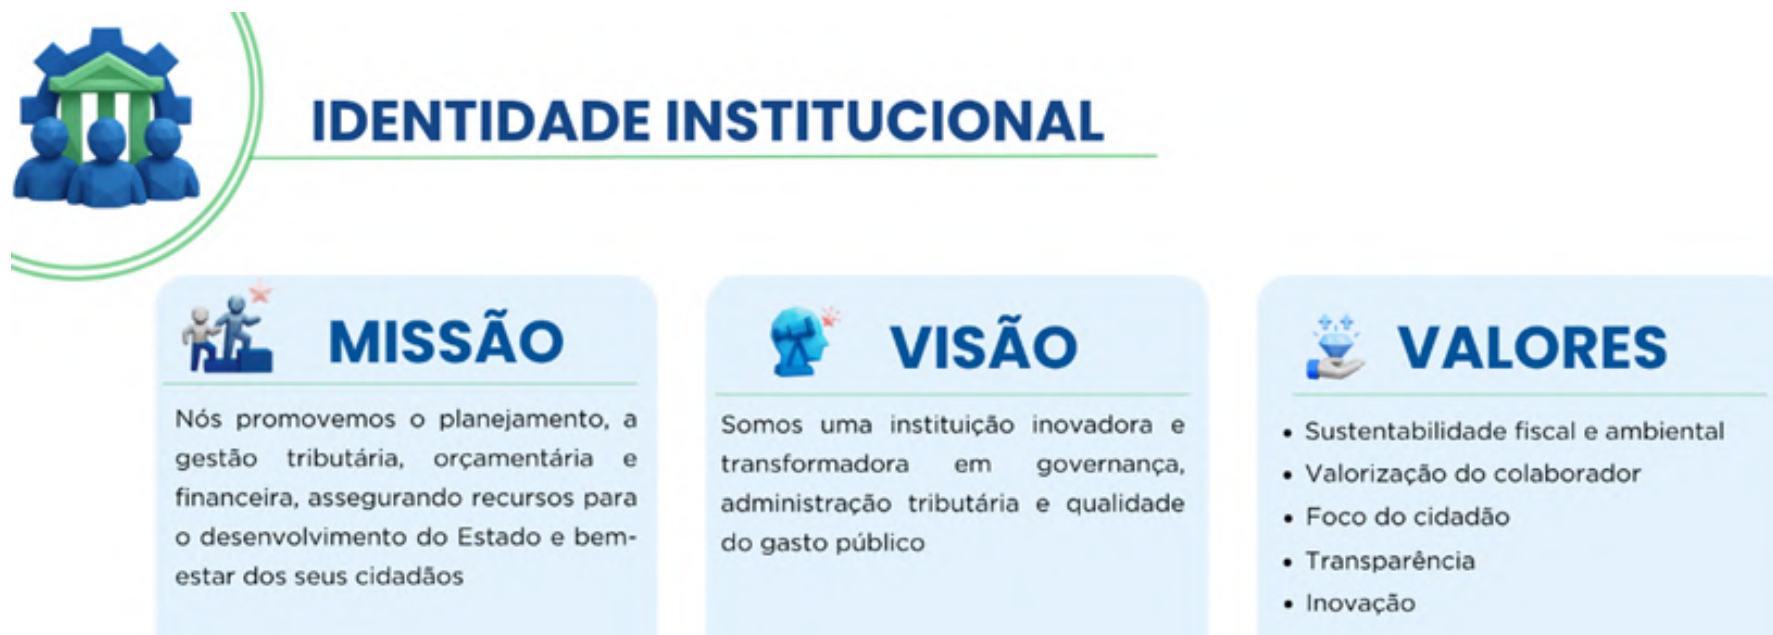 IDENTIDADE INSTITUCIONAL
MISSÃO
Nós promovemos o planejamento, a
gestão tributária, orçamentária e
financeira, assegurando recursos para
o desenvolvimento do Estado e bem-
estar dos seus cidadãos
VISÃO
Somos uma instituição inovadora e
transformadora em governança,
administração tributária e qualidade
do gasto público
VALORES
• Sustentabilidade fiscal e ambiental
• Valorização do colaborador
• Foco do cidadão
• Transparência
• Inovação